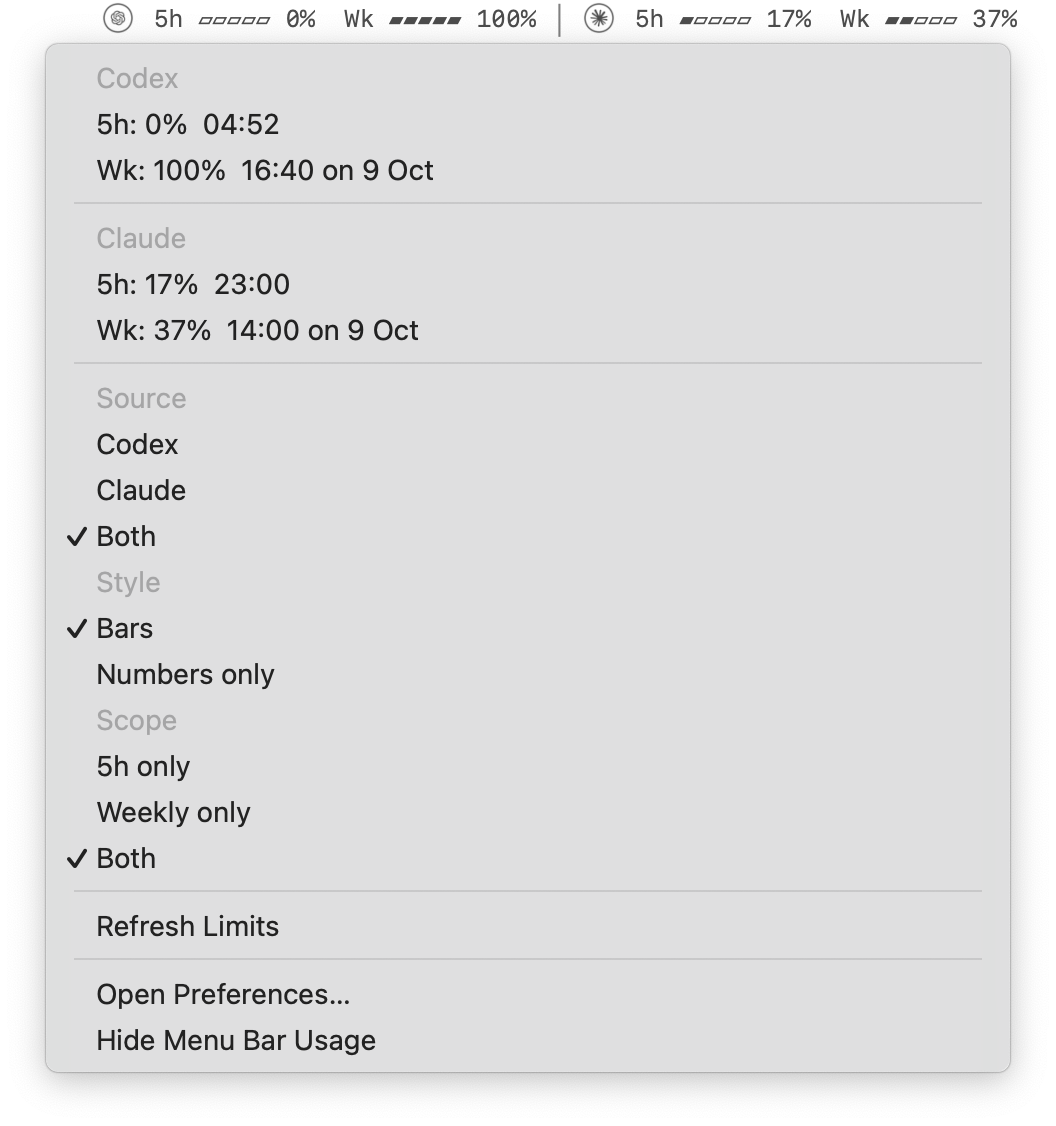 5h 0% Wk 100% 5h 17% Wk 37%
Codex
5h: 0% 04:52
Wk: 100% 16:40 on 9 Oct
Claude
5h: 17% 23:00
Wk: 37% 14:00 on 9 Oct
Source
Codex
Claude
Both
Style
Bars
Numbers only
Scope
5h only
Weekly only
Both
Refresh Limits
Open Preferences...
Hide Menu Bar Usage